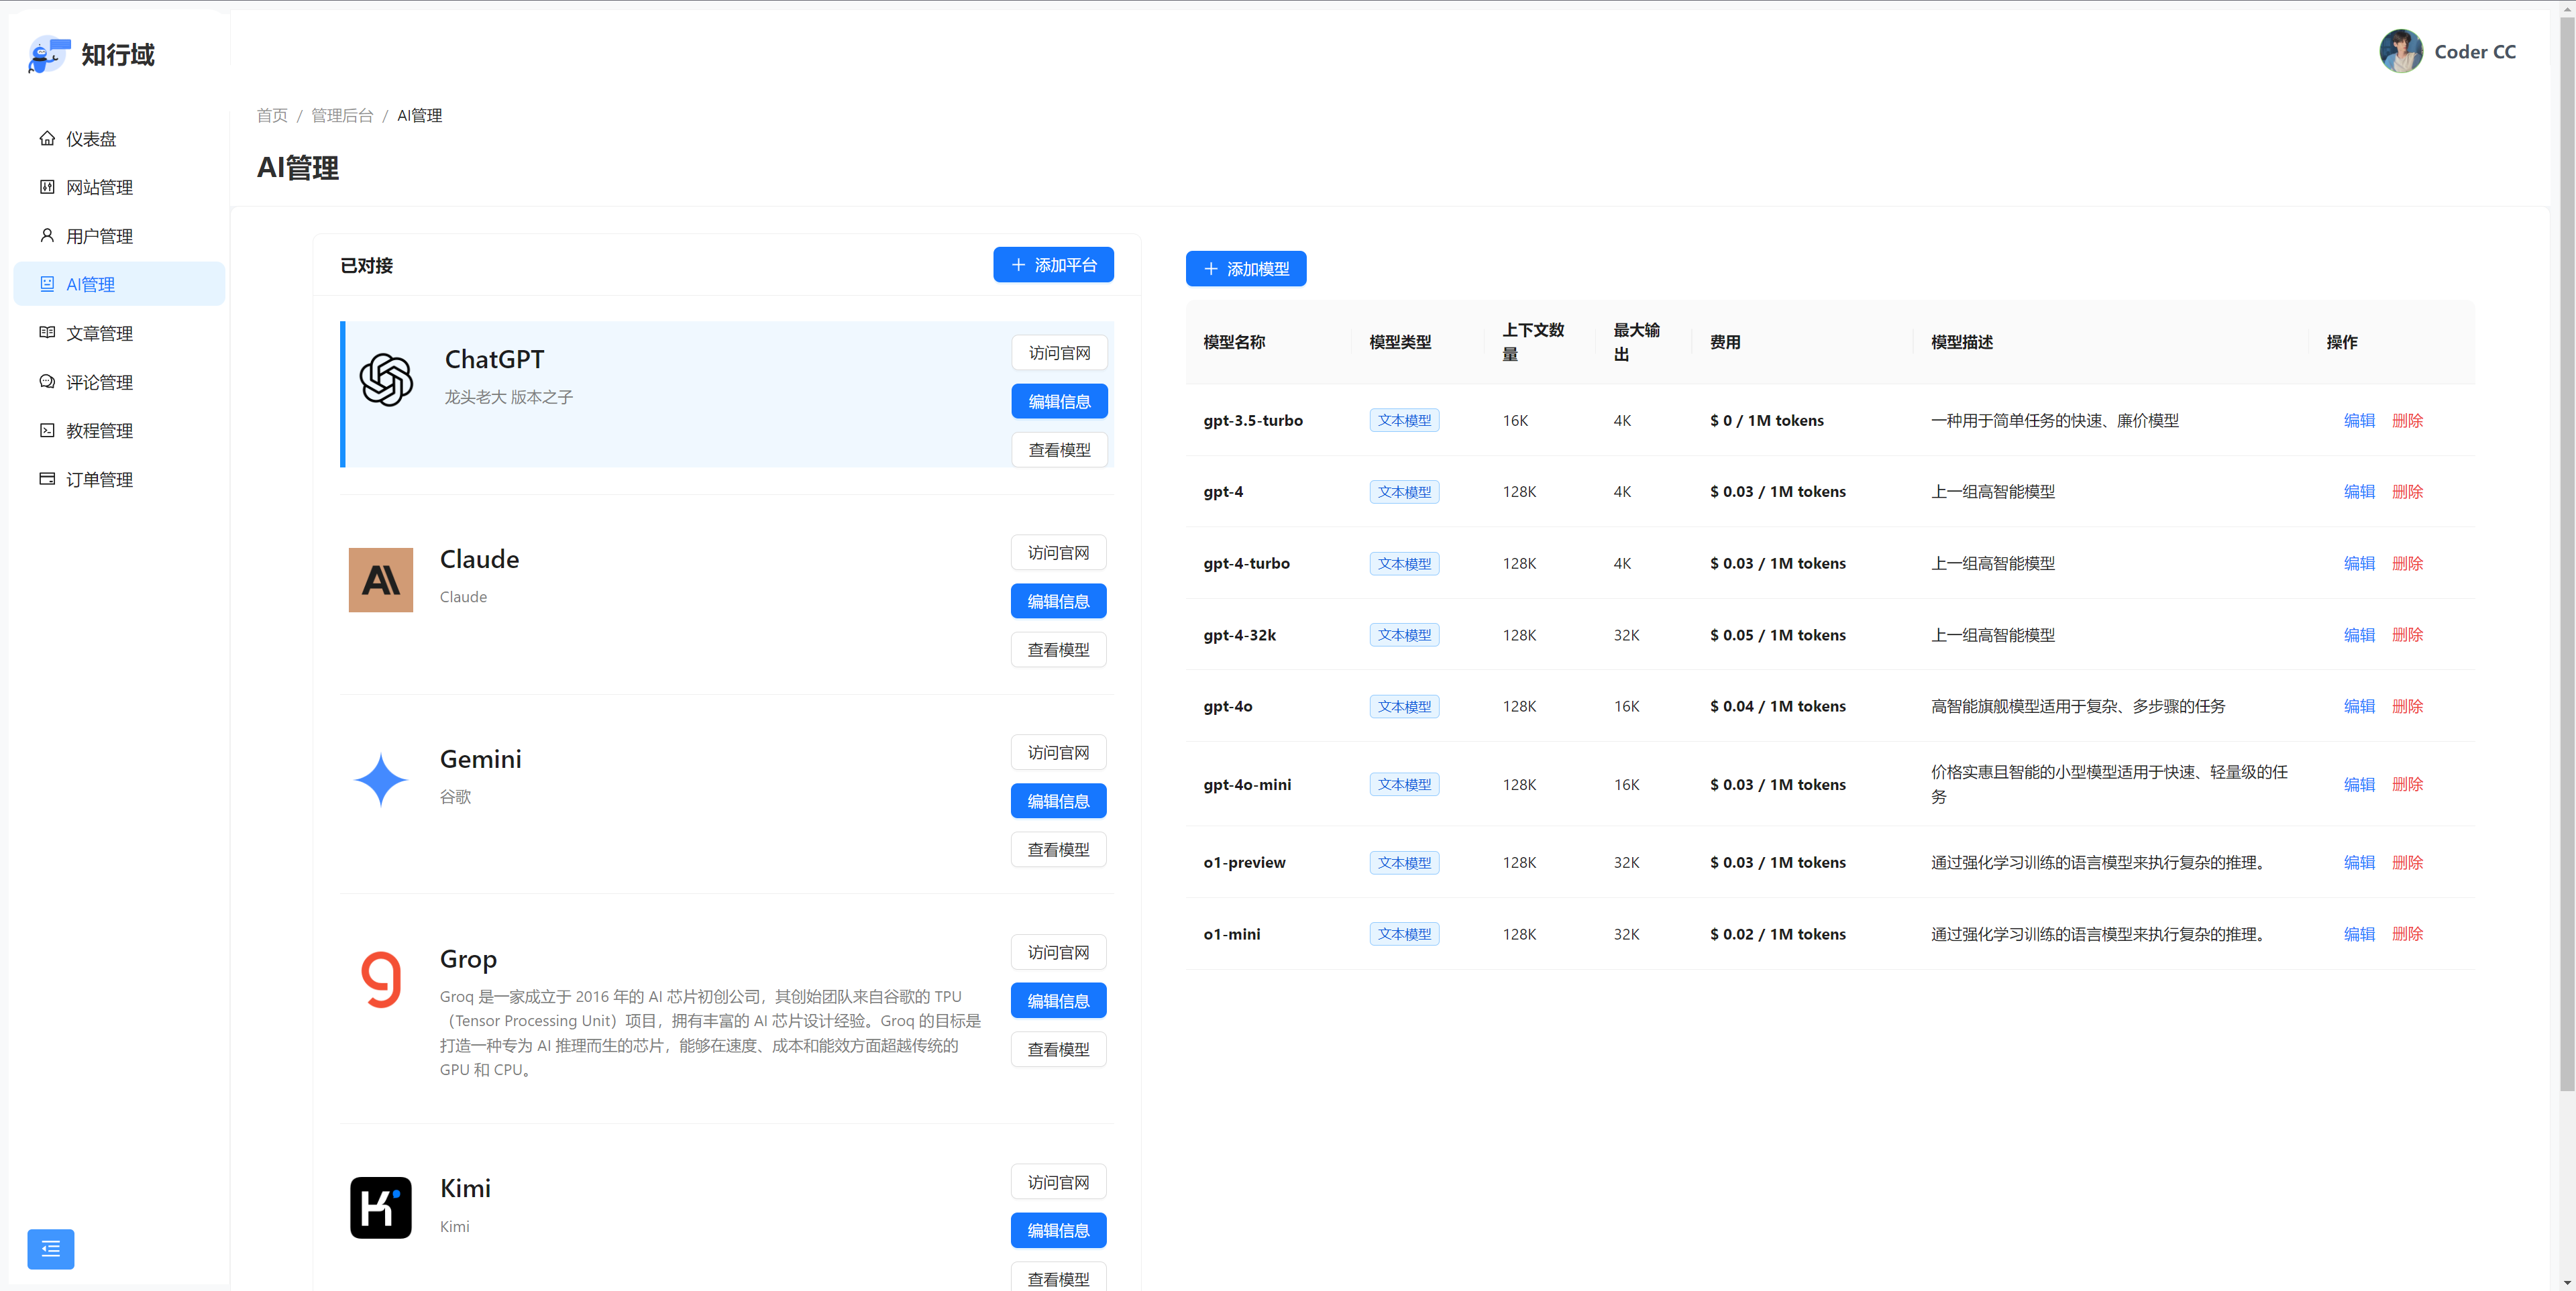 知行域
Coder CC
仪表盘
网站管理
用户管理
AI管理
文章管理
评论管理
教程管理
订单管理
首页 / 管理后台 / AI管理
AI管理
已对接
添加平台
ChatGPT
龙头老大 版本之子
访问官网
编辑信息
查看模型
Claude
Claude
访问官网
编辑信息
查看模型
Gemini
谷歌
访问官网
编辑信息
查看模型
Grop
Groq 是一家成立于 2016 年的 AI 芯片初创公司，其创始团队来自谷歌的 TPU
（Tensor Processing Unit）项目，拥有丰富的 AI 芯片设计经验。Groq 的目标是
打造一种专为 AI 推理而生的芯片，能够在速度、成本和能效方面超越传统的
GPU 和 CPU。
访问官网
编辑信息
查看模型
Kimi
Kimi
访问官网
编辑信息
查看模型
添加模型
模型名称 模型类型 上下文数量 最大输出 费用 模型描述 操作
gpt-3.5-turbo 文本模型 16K 4K $ 0 / 1M tokens 一种用于简单任务的快速、廉价模型 编辑 删除
gpt-4 文本模型 128K 4K $ 0.03 / 1M tokens 上一组高智能模型 编辑 删除
gpt-4-turbo 文本模型 128K 4K $ 0.03 / 1M tokens 上一组高智能模型 编辑 删除
gpt-4-32k 文本模型 128K 32K $ 0.05 / 1M tokens 上一组高智能模型 编辑 删除
gpt-4o 文本模型 128K 16K $ 0.04 / 1M tokens 高智能旗舰模型适用于复杂、多步骤的任务 编辑 删除
gpt-4o-mini 文本模型 128K 16K $ 0.03 / 1M tokens 价格实惠且智能的小型模型适用于快速、轻量级的任务 编辑 删除
o1-preview 文本模型 128K 32K $ 0.03 / 1M tokens 通过强化学习训练的语言模型来执行复杂的推理。 编辑 删除
o1-mini 文本模型 128K 32K $ 0.02 / 1M tokens 通过强化学习训练的语言模型来执行复杂的推理。 编辑 删除